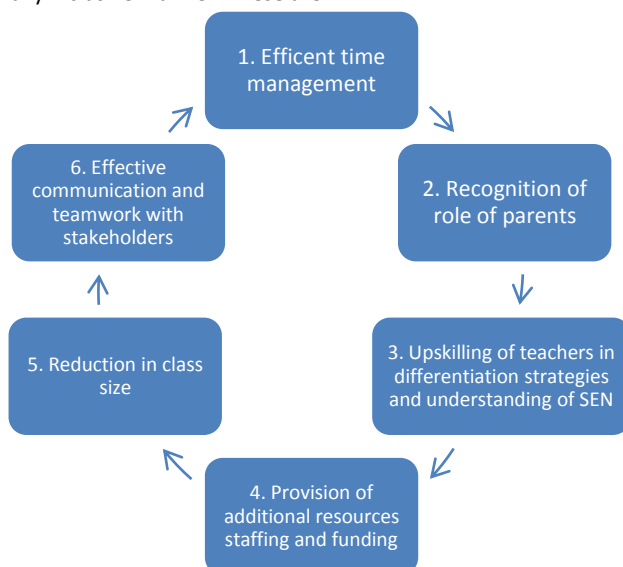 1. Efficent time
management
2. Recognition of
role of parents
3. Upskilling of teachers in
differentiation strategies
and understanding of SEN
4. Provision of
additional resources
staffing and funding
5. Reduction in class
size
6. Effective
communication and
teamwork with
stakeholders